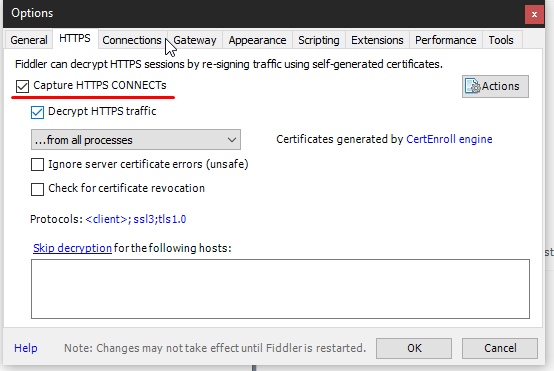 Options
x
General HTTPS Connections Gateway Appearance Scripting Extensions Performance Tools
Fiddler can decrypt HTTPS sessions by re-signing traffic using self-generated certificates.
Capture HTTPS CONNECTs
Actions
Decrypt HTTPS traffic
...from all processes
Certificates generated by CertEnroll engine
Ignore server certificate errors (unsafe)
Check for certificate revocation
Protocols: <client>; ssl3;tls1.0
Skip decryption for the following hosts:
st
Help Note: Changes may not take effect until Fiddler is restarted. OK Cancel